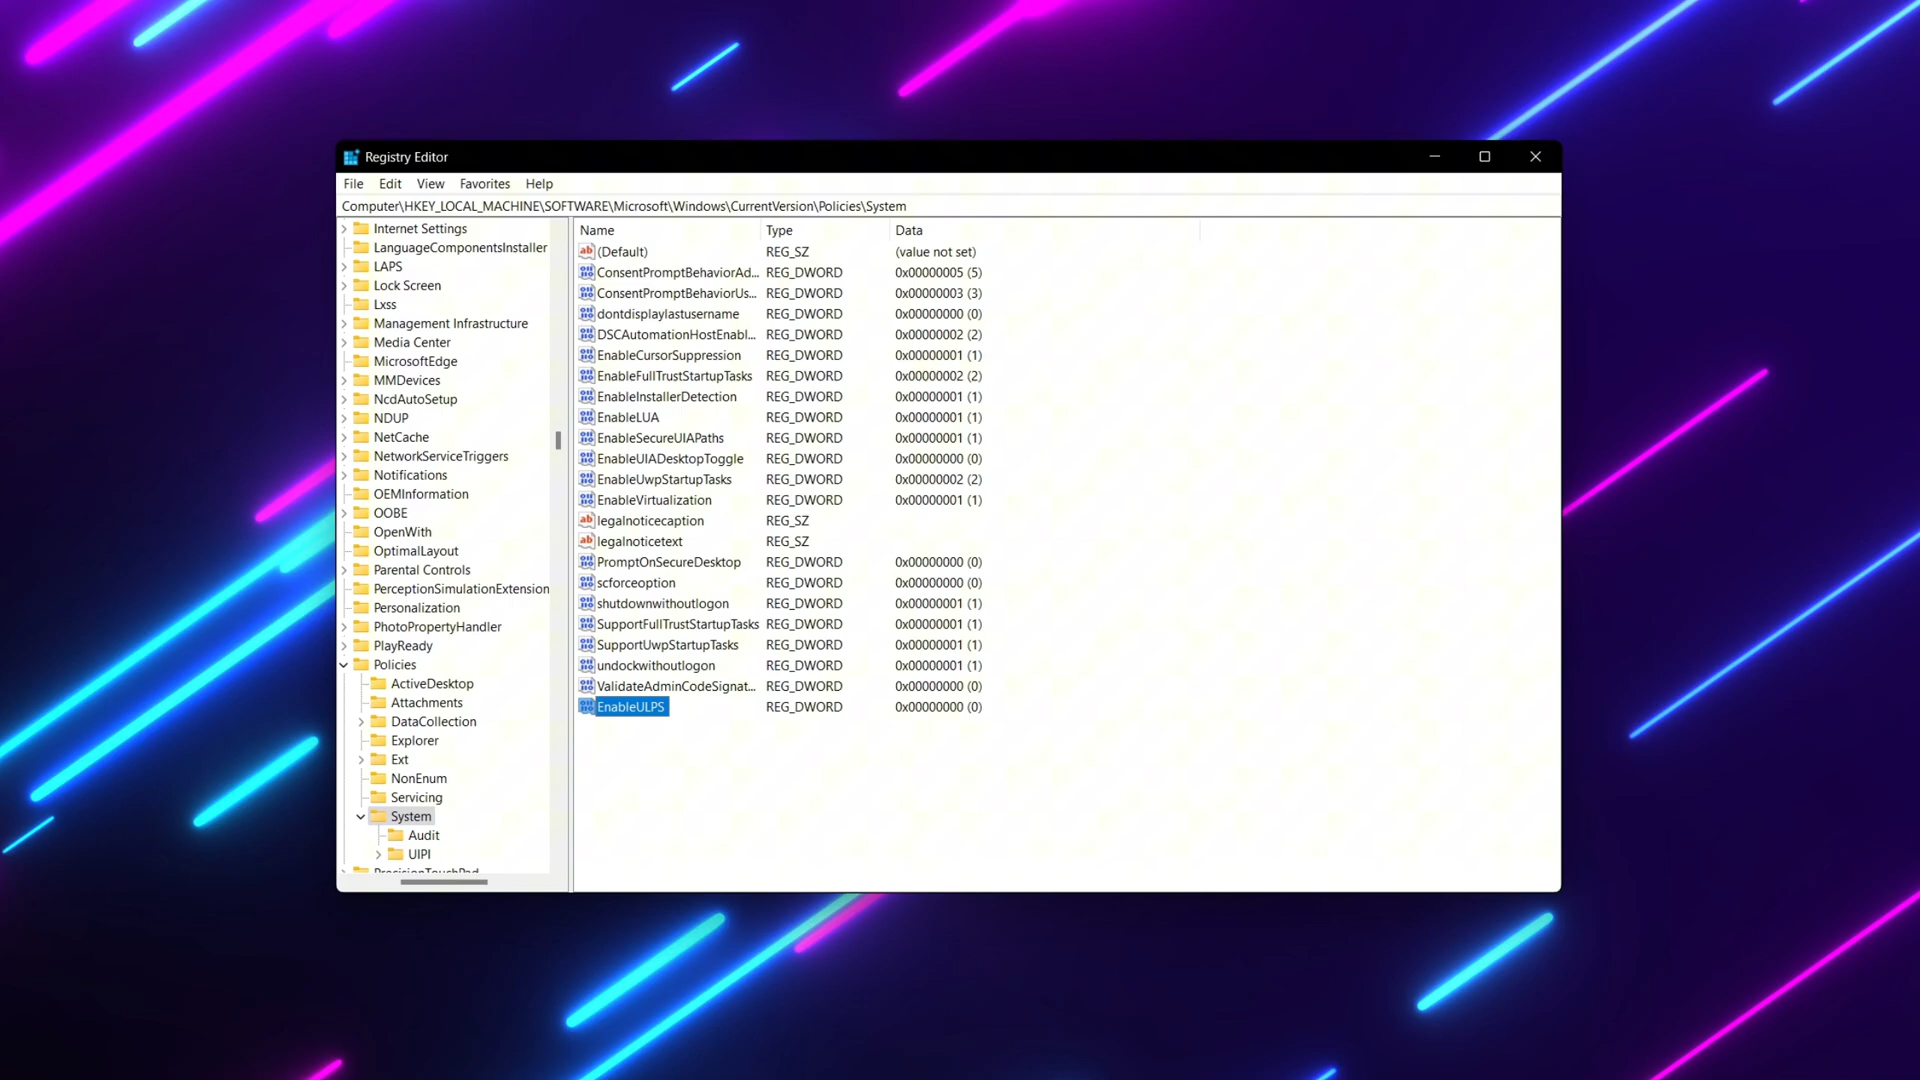 Registry Editor
File Edit View Favorites Help
Computer\HKEY_LOCAL_MACHINE\SOFTWARE\Microsoft\Windows\CurrentVersion\Policies\System
Internet Settings
LanguageComponentsInstaller
LAPS
Lock Screen
Lxss
Management Infrastructure
Media Center
MicrosoftEdge
MMDevices
NcdAutoSetup
NDUP
NetCache
NetworkServiceTriggers
Notifications
OEMInformation
OOBE
OpenWith
OptimalLayout
Parental Controls
PerceptionSimulationExtension
Personalization
PhotoPropertyHandler
PlayReady
Policies
ActiveDesktop
Attachments
DataCollection
Explorer
Ext
NonEnum
Servicing
System
Audit
UIPI
PrecisionTouchPad
Name Type Data
(Default) REG_SZ (value not set)
ConsentPromptBehaviorAd... REG_DWORD 0x00000005 (5)
ConsentPromptBehaviorUs... REG_DWORD 0x00000003 (3)
dontdisplaylastusername REG_DWORD 0x00000000 (0)
DSCAutomationHostEnabl... REG_DWORD 0x00000002 (2)
EnableCursorSuppression REG_DWORD 0x00000001 (1)
EnableFullTrustStartupTasks REG_DWORD 0x00000002 (2)
EnableInstallerDetection REG_DWORD 0x00000001 (1)
EnableLUA REG_DWORD 0x00000001 (1)
EnableSecureUIAPaths REG_DWORD 0x00000001 (1)
EnableUIADesktopToggle REG_DWORD 0x00000000 (0)
EnableUwpStartupTasks REG_DWORD 0x00000002 (2)
EnableVirtualization REG_DWORD 0x00000001 (1)
legalnoticecaption REG_SZ
legalnoticetext REG_SZ
PromptOnSecureDesktop REG_DWORD 0x00000000 (0)
scforceoption REG_DWORD 0x00000000 (0)
shutdownwithoutlogon REG_DWORD 0x00000001 (1)
SupportFullTrustStartupTasks REG_DWORD 0x00000001 (1)
SupportUwpStartupTasks REG_DWORD 0x00000001 (1)
undockwithoutlogon REG_DWORD 0x00000001 (1)
ValidateAdminCodeSignat... REG_DWORD 0x00000000 (0)
EnableULPS REG_DWORD 0x00000000 (0)